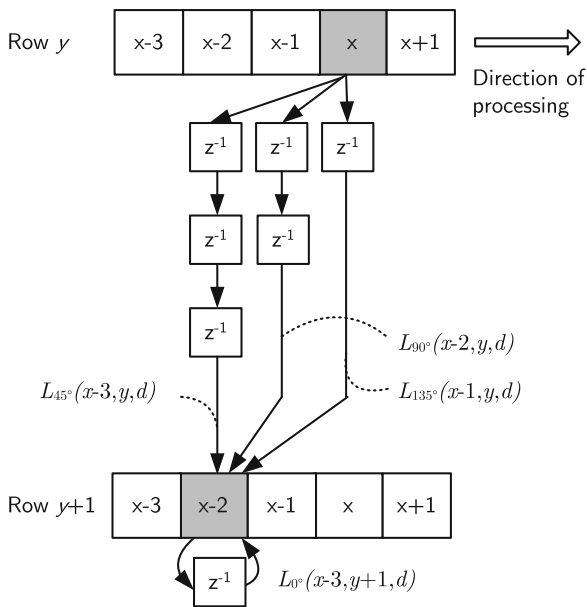 Row y
x-3 x-2 x-1 x x+1
Direction of
processing
z⁻¹ z⁻¹ z⁻¹
z⁻¹ z⁻¹
z⁻¹
L₉₀°(x-2,y,d)
L₄₅°(x-3,y,d)
L₁₃₅°(x-1,y,d)
Row y+1
x-3 x-2 x-1 x x+1
z⁻¹
L₀°(x-3,y+1,d)